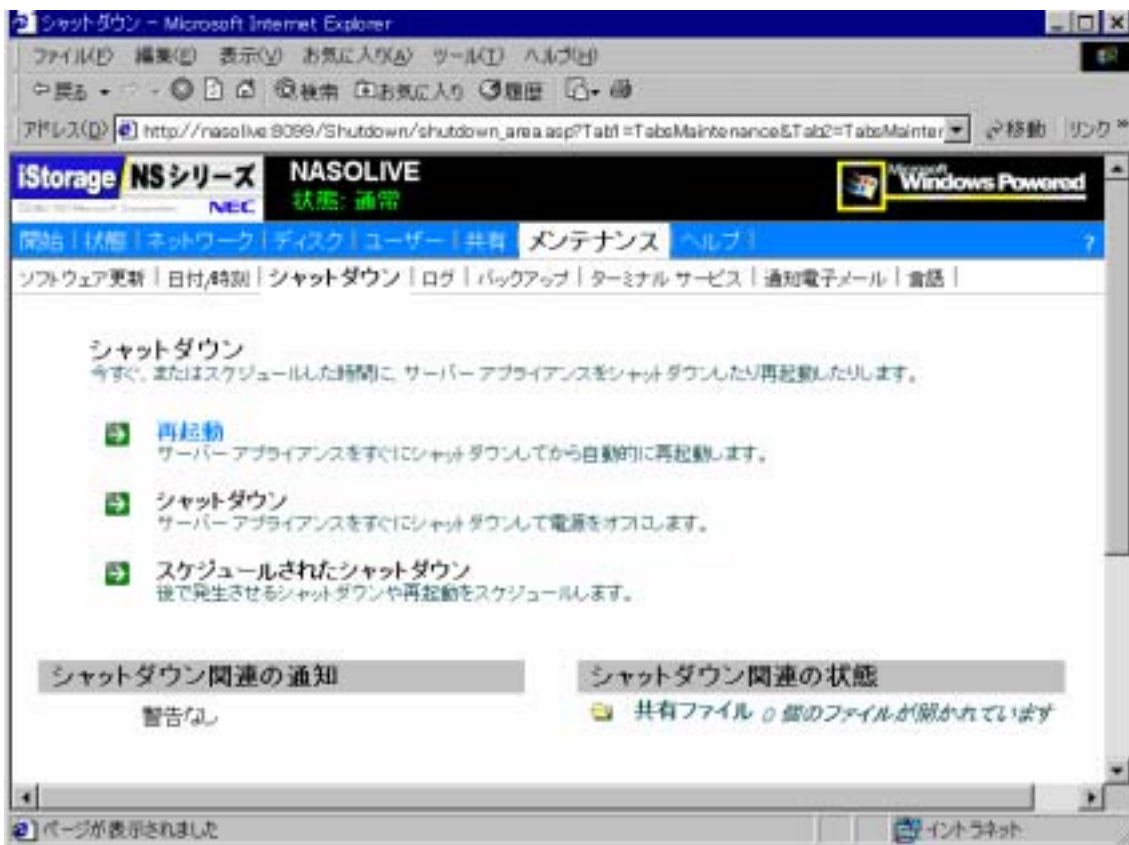 シャットダウン - Microsoft Internet Explorer
ファイル(F) 編集(E) 表示(V) お気に入り(A) ツール(T) ヘルプ(H)
戻る 検索 お気に入り 履歴
アドレス(D) http://nasolive:8099/Shutdown/shutdown_area.asp?Tab1=TabsMaintenance&Tab2=TabsMainter 移動 リンク »
iStorage NSシリーズ NASOLIVE Microsoft Windows Powered
NEC 状態: 通常
開始 | 状態 | ネットワーク | ディスク | ユーザー | 共有 | メンテナンス | ヘルプ | ?
ソフトウェア更新 | 日付/時刻 | シャットダウン | ログ | バックアップ | ターミナル サービス | 通知電子メール | 言語 |
シャットダウン
今すぐ、またはスケジュールした時間に、サーバー アプライアンスをシャットダウンしたり再起動したりします。
再起動
サーバー アプライアンスをすぐにシャットダウンしてから自動的に再起動します。
シャットダウン
サーバー アプライアンスをすぐにシャットダウンして電源をオフにします。
スケジュールされたシャットダウン
後で発生させるシャットダウンや再起動をスケジュールします。
シャットダウン関連の通知
警告なし
シャットダウン関連の状態
共有ファイル 0 個のファイルが開かれています
ページが表示されました イントラネット